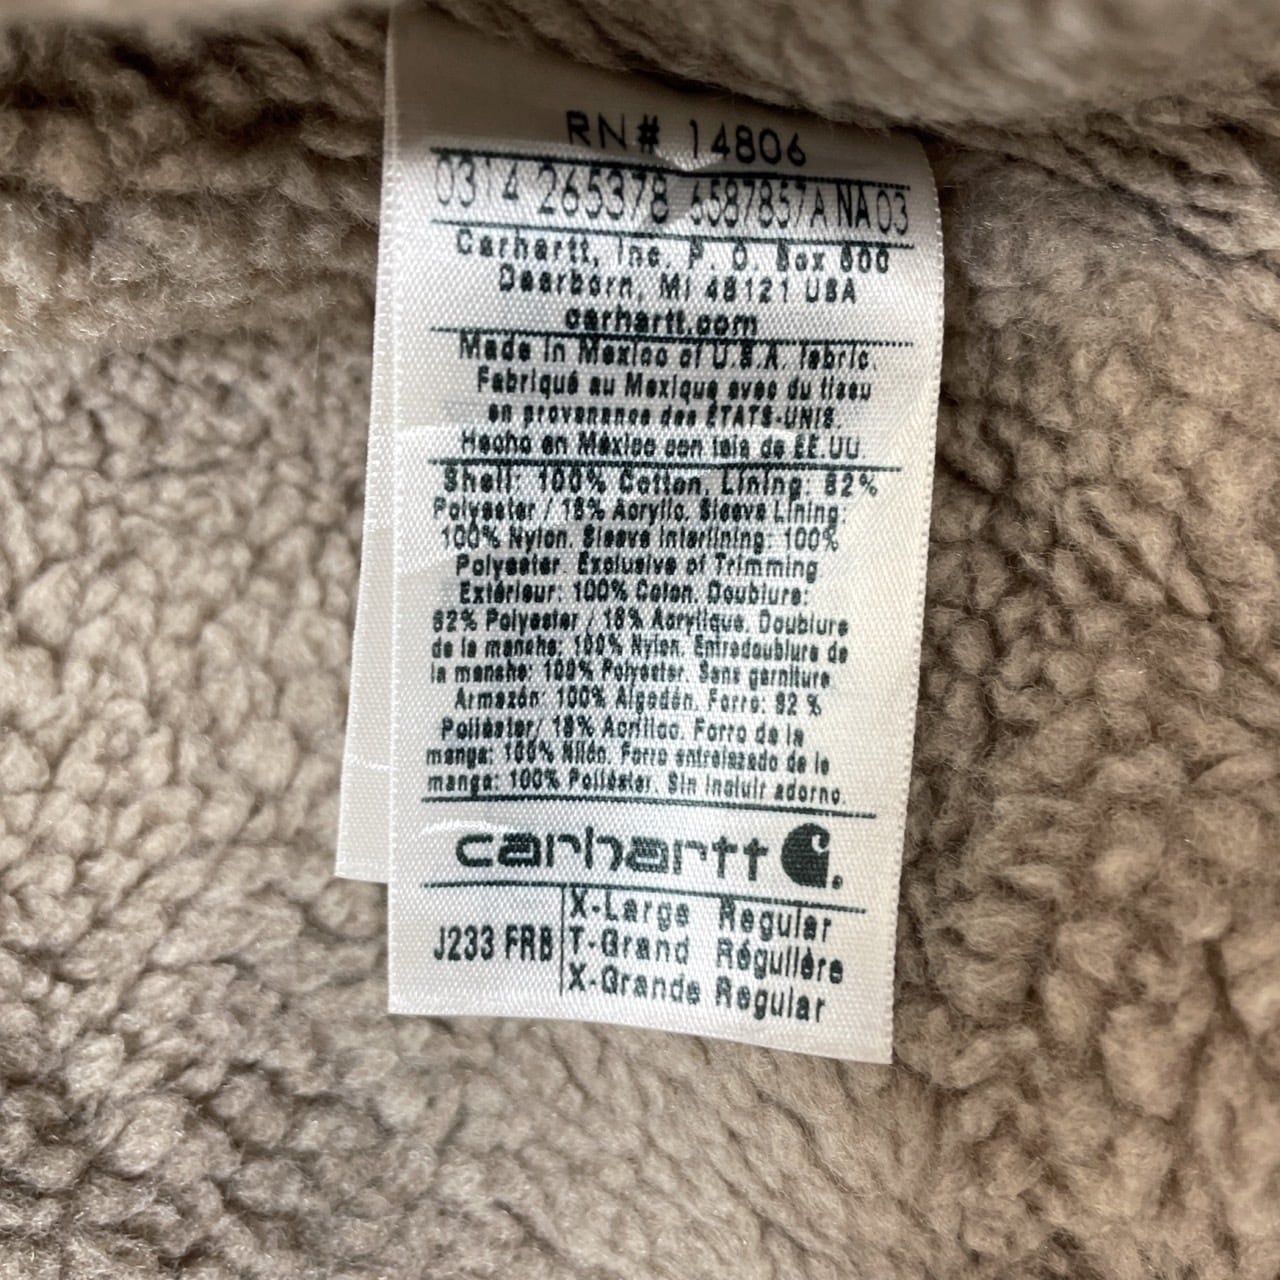 RN# 14806
0314 265378 6587857A NA 03
Carhartt, Inc. P. O. Box 600
Dearborn, MI 48121 USA
carhartt.com
Made in Mexico of U.S.A. fabric.
Fabriqué au Mexique avec du tissu
en provenance des ÉTATS-UNIS.
Hecho en Mexico con tela de EE.UU
Shell: 100% Cotton. Lining: 82%
Polyester / 18% Acrylic. Sleeve Lining:
100% Nylon. Sleeve Interlining: 100%
Polyester. Exclusive of Trimming
Extérieur: 100% Coton. Doublure:
82% Polyester / 18% Acrylique. Doublure
de la manche: 100% Nylon. Entredoublure de
la manche: 100% Polyester. Sans garniture
Armazón: 100% Algodón. Forro: 82 %
Poliéster/ 18% Acrílico. Forro de la
manga: 100% Nilón. Forro entrelazado de la
manga: 100% Poliéster. Sin incluir adorno.
carhartt
J233 FRB
X-Large Regular
T-Grand Régulière
X-Grande Regular